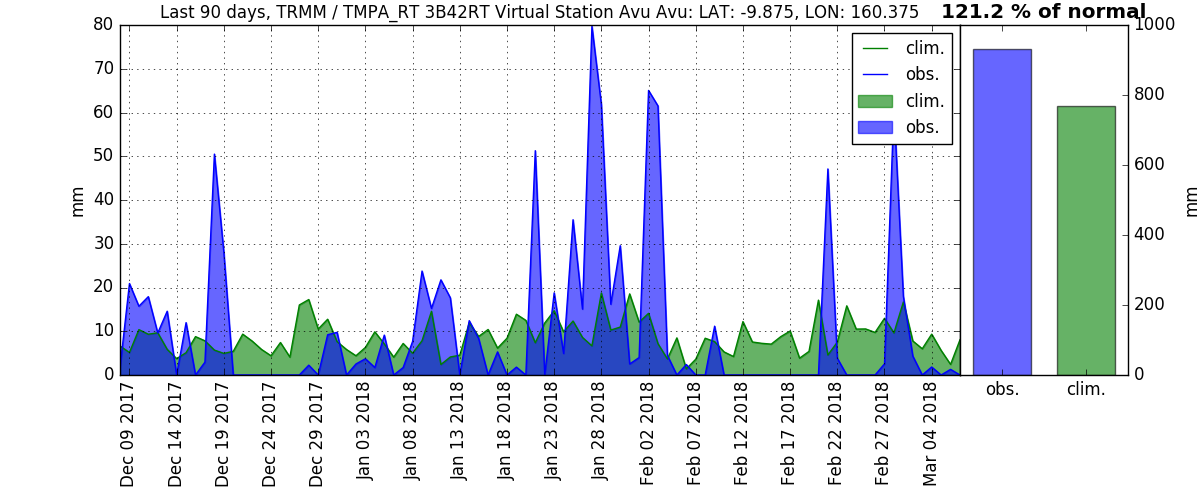 Last 90 days, TRMM / TMPA_RT 3B42RT Virtual Station Avu Avu: LAT: -9.875, LON: 160.375
121.2 % of normal
80
70
60
50
40
30
20
10
0
mm
clim.
obs.
clim.
obs.
1000
800
600
400
200
0
mm
Dec 09 2017
Dec 14 2017
Dec 19 2017
Dec 24 2017
Dec 29 2017
Jan 03 2018
Jan 08 2018
Jan 13 2018
Jan 18 2018
Jan 23 2018
Jan 28 2018
Feb 02 2018
Feb 07 2018
Feb 12 2018
Feb 17 2018
Feb 22 2018
Feb 27 2018
Mar 04 2018
obs.
clim.